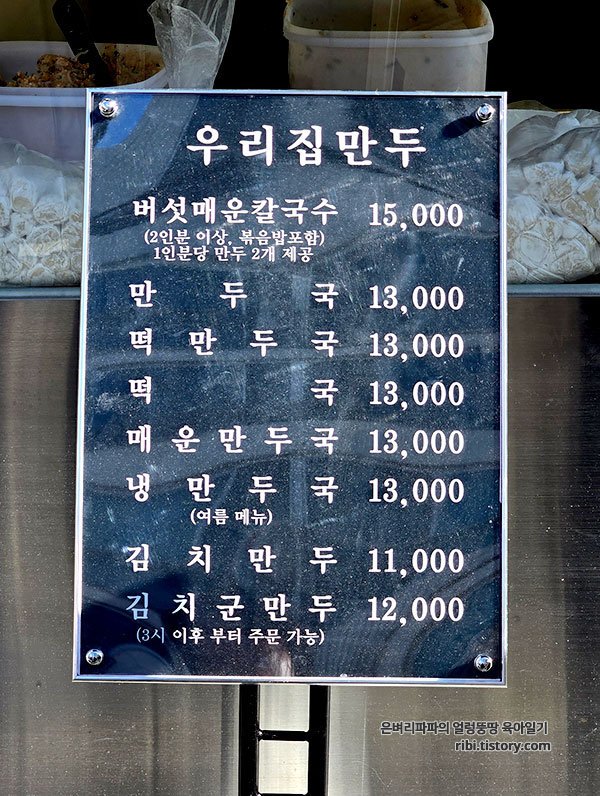 우리집만두
버섯매운칼국수 15,000
(2인분 이상, 볶음밥포함)
1인분당 만두 2개 제공
만두국 13,000
떡만두국 13,000
떡국 13,000
매운만두국 13,000
냉만두국 13,000
(여름 메뉴)
김치만두 11,000
김치군만두 12,000
(3시 이후 부터 주문 가능)
은벼리파파의 얼렁뚱땅 육아일기
ribi.tistory.com